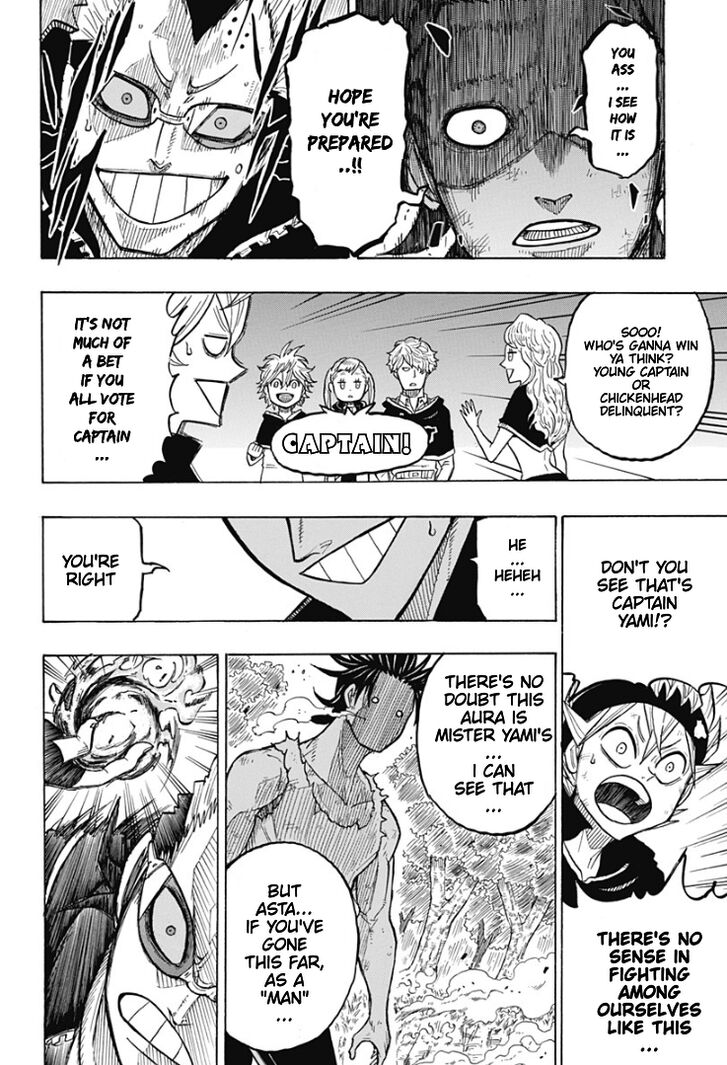 YOU
ASS
...
I SEE
HOW
IT IS
...
HOPE
YOU'RE
PREPARED
..!!
SOOO!
WHO'S GANNA WIN
YA THINK?
YOUNG CAPTAIN
OR
CHICKENHEAD
DELINQUENT?
CAPTAIN!
IT'S NOT
MUCH OF
A BET
IF YOU
ALL VOTE
FOR
CAPTAIN
...
DON'T YOU
SEE THAT'S
CAPTAIN
YAMI!?
THERE'S NO
SENSE IN
FIGHTING
AMONG
OURSELVES
LIKE THIS
...
HE
...
HEHEH
...
YOU'RE
RIGHT
THERE'S NO
DOUBT THIS
AURA IS
MISTER YAMI'S
...
I CAN
SEE THAT
...
BUT
ASTA...
IF YOU'VE
GONE
THIS FAR,
AS A
"MAN"
...